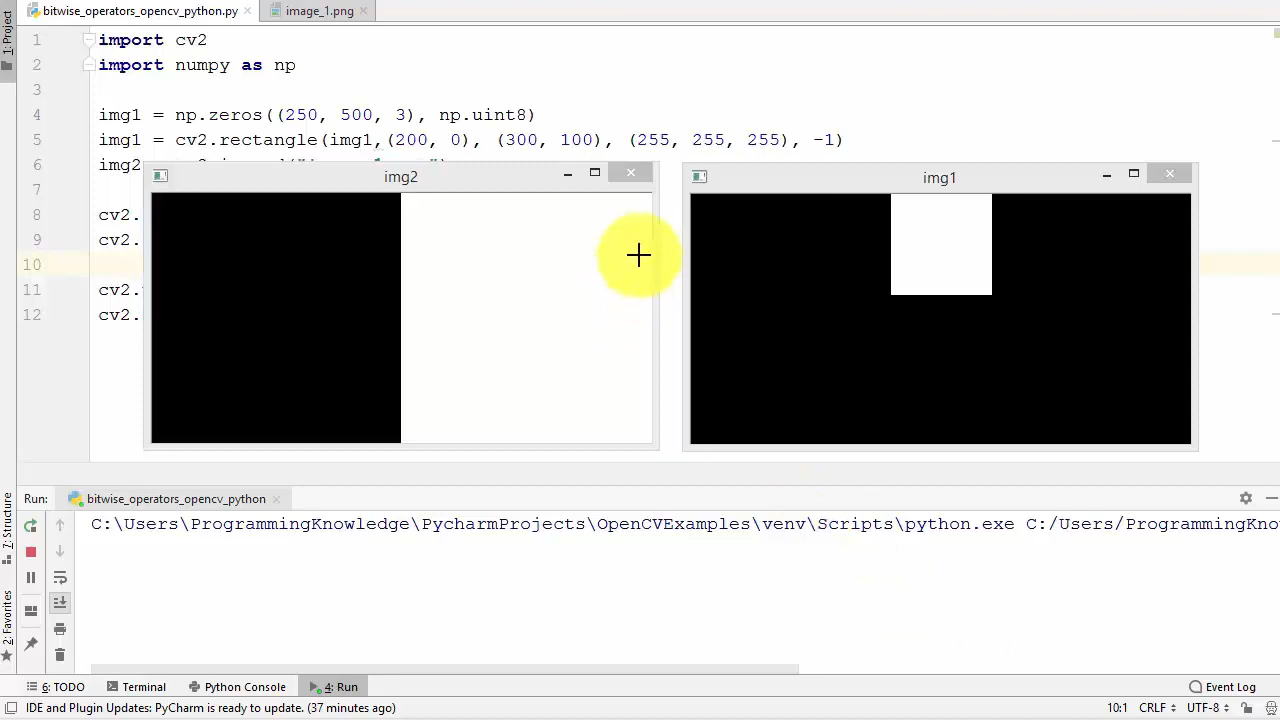 bitwise_operators_opencv_python.py
image_1.png
1: Project
1 import cv2
2 import numpy as np
3
4 img1 = np.zeros((250, 500, 3), np.uint8)
5 img1 = cv2.rectangle(img1,(200, 0), (300, 100), (255, 255, 255), -1)
6 img2
7
8 cv2.
9 cv2.
10
11 cv2.
12 cv2.
img2
img1
Run: bitwise_operators_opencv_python
C:\Users\ProgrammingKnowledge\PycharmProjects\OpenCVExamples\venv\Scripts\python.exe C:/Users/ProgrammingKno
7: Structure
2: Favorites
6: TODO Terminal Python Console 4: Run Event Log
IDE and Plugin Updates: PyCharm is ready to update. (37 minutes ago) 10:1 CRLF UTF-8